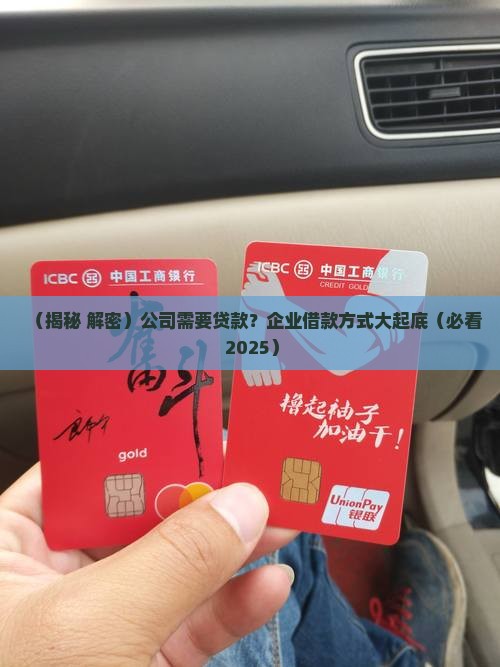 ICBC 中国工商银行
ICBC 中国工商银行
CREDIT GOLD
（揭秘 解密）公司需要贷款？企业借款方式大起底（必看
2025）
奋斗
gold
撸起袖子
加油干！
UnionPay
银联